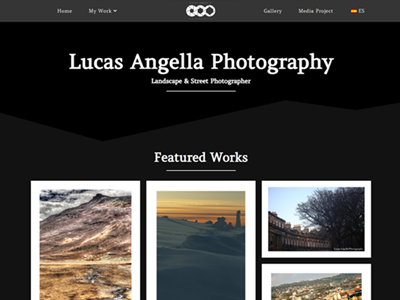 Home
My Work
Gallery
Media Project
ES
Lucas Angella Photography
Landscape & Street Photographer
Featured Works